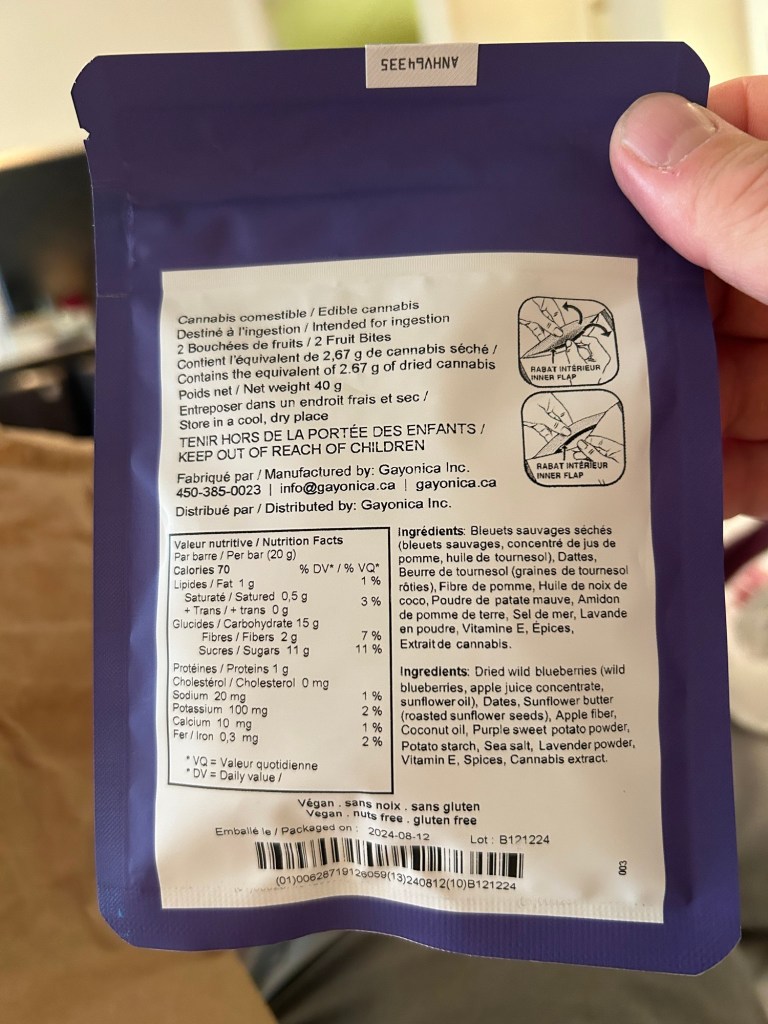 ANHV64335
Cannabis comestible / Edible cannabis
Destiné à l'ingestion / Intended for ingestion
2 Bouchées de fruits / 2 Fruit Bites
Contient l'équivalent de 2,67 g de cannabis séché /
Contains the equivalent of 2.67 g of dried cannabis
Poids net / Net weight 40 g
Entreposer dans un endroit frais et sec /
Store in a cool, dry place
TENIR HORS DE LA PORTÉE DES ENFANTS /
KEEP OUT OF REACH OF CHILDREN
Fabriqué par / Manufactured by: Gayonica Inc.
450-385-0023 | info@gayonica.ca | gayonica.ca
Distribué par / Distributed by: Gayonica Inc.
RABAT INTÉRIEUR
INNER FLAP
RABAT INTÉRIEUR
INNER FLAP
Valeur nutritive / Nutrition Facts
Par barre / Per bar (20 g)
Calories 70 % DV* / % VQ*
Lipides / Fat 1 g 1 %
Saturaté / Satured 0,5 g
+ Trans / + trans 0 g 3 %
Glucides / Carbohydrate 15 g
Fibres / Fibers 2 g 7 %
Sucres / Sugars 11 g 11 %
Protéines / Proteins 1 g
Cholestérol / Cholesterol 0 mg
Sodium 20 mg 1 %
Potassium 100 mg 2 %
Calcium 10 mg 1 %
Fer / Iron 0,3 mg 2 %
* VQ = Valeur quotidienne
* DV = Daily value /
Ingrédients: Bleuets sauvages séchés
(bleuets sauvages, concentré de jus de
pomme, huile de tournesol), Dattes,
Beurre de tournesol (graines de tournesol
rôties), Fibre de pomme, Huile de noix de
coco, Poudre de patate mauve, Amidon
de pomme de terre, Sel de mer, Lavande
en poudre, Vitamine E, Épices,
Extrait de cannabis.
Ingredients: Dried wild blueberries (wild
blueberries, apple juice concentrate,
sunflower oil), Dates, Sunflower butter
(roasted sunflower seeds), Apple fiber,
Coconut oil, Purple sweet potato powder,
Potato starch, Sea salt, Lavender powder,
Vitamin E, Spices, Cannabis extract.
Végan . sans noix . sans gluten
Vegan . nuts free . gluten free
Emballé le / Packaged on : 2024-08-12 Lot : B121224
(01)00628719126059(13)240812(10)B121224
003